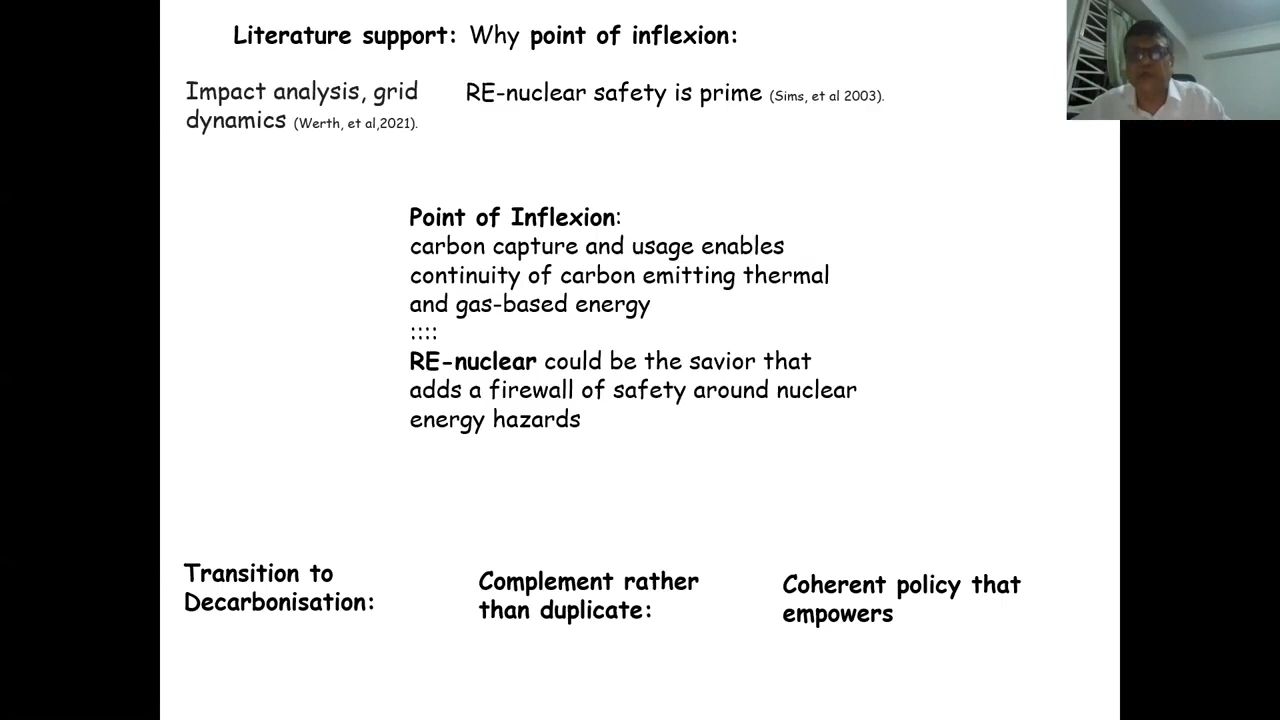 Literature support: Why point of inflexion:
Impact analysis, grid
dynamics (Werth, et al,2021).
RE-nuclear safety is prime (Sims, et al 2003).
Point of Inflexion:
carbon capture and usage enables
continuity of carbon emitting thermal
and gas-based energy
::::
RE-nuclear could be the savior that
adds a firewall of safety around nuclear
energy hazards
Transition to
Decarbonisation:
Complement rather
than duplicate:
Coherent policy that
empowers